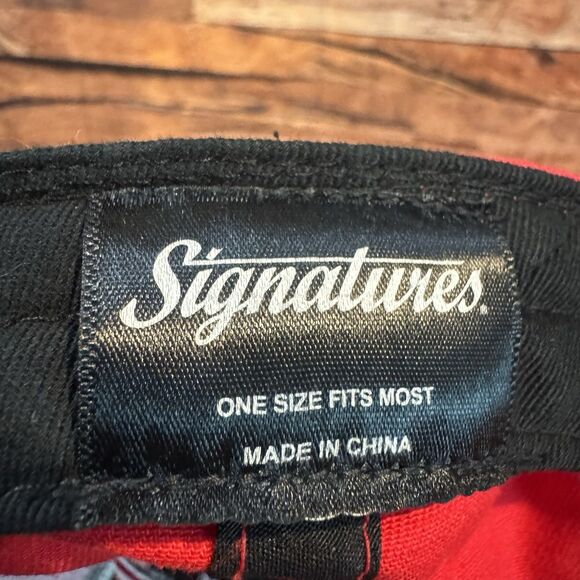 Signatures.
ONE SIZE FITS MOST
MADE IN CHINA